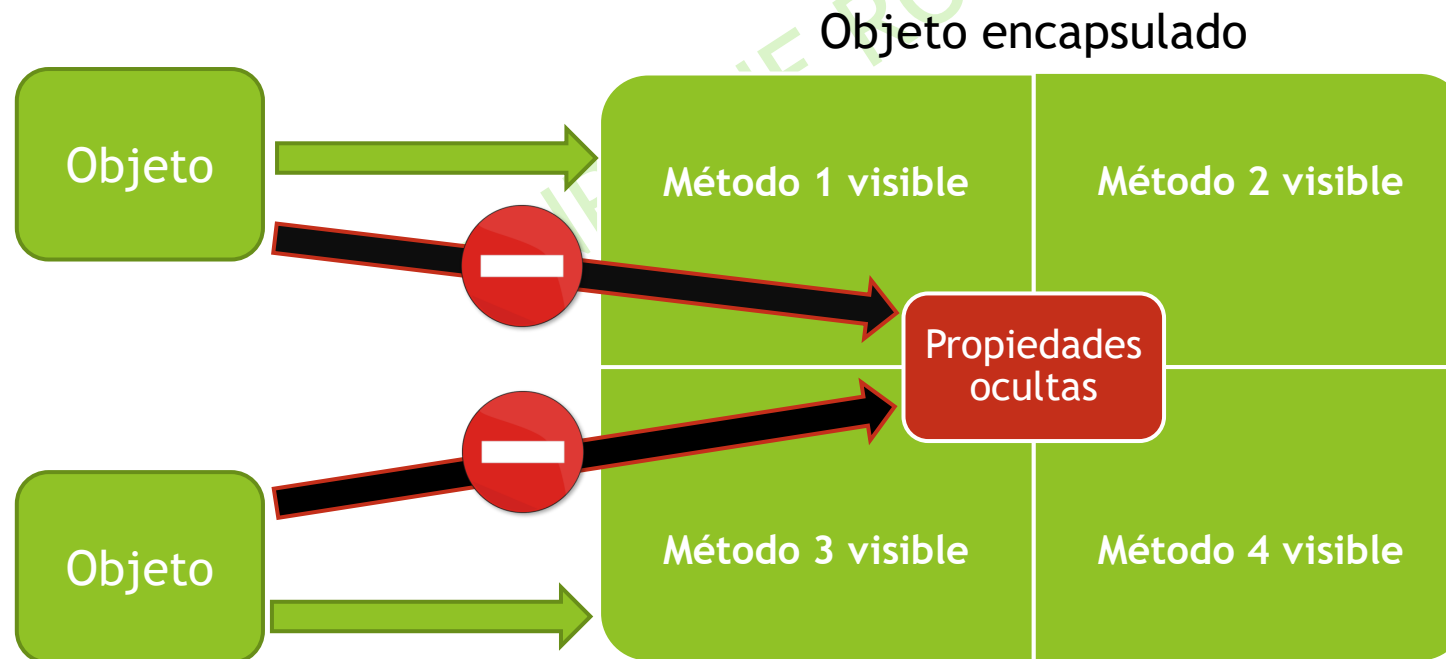 Objeto encapsulado
Objeto
Método 1 visible
Método 2 visible
Propiedades
ocultas
Objeto
Método 3 visible
Método 4 visible